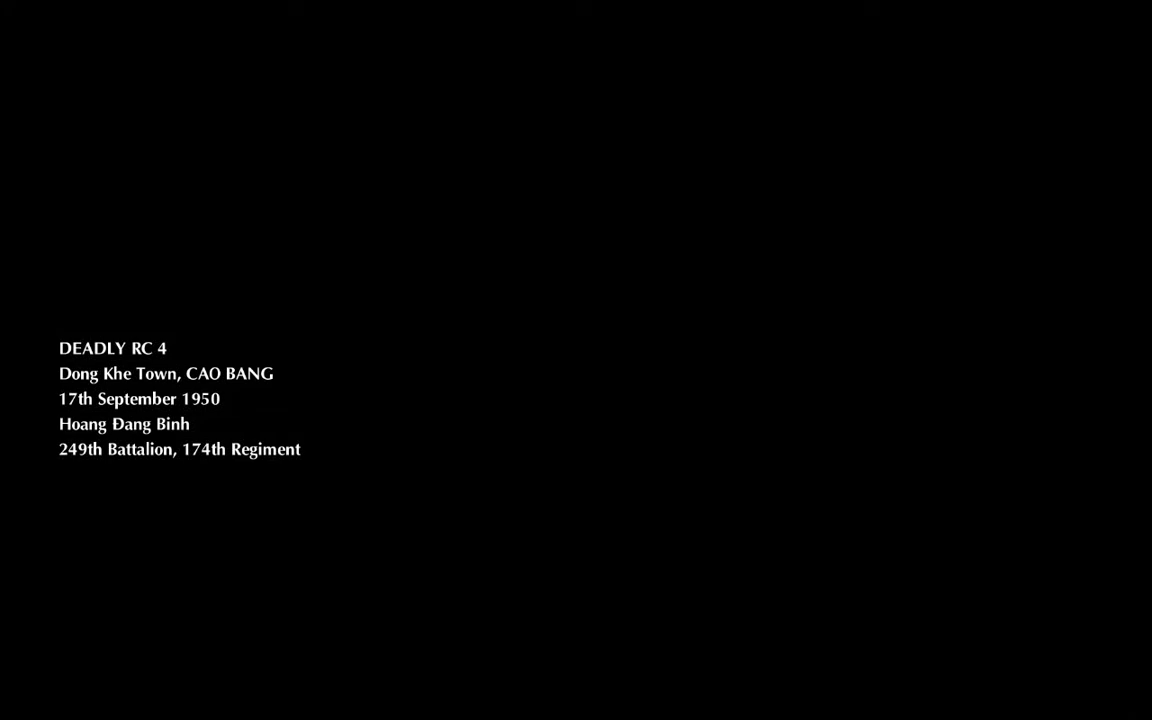 DEADLY RC 4
Dong Khe Town, CAO BANG
17th September 1950
Hoang Đang Binh
249th Battalion, 174th Regiment